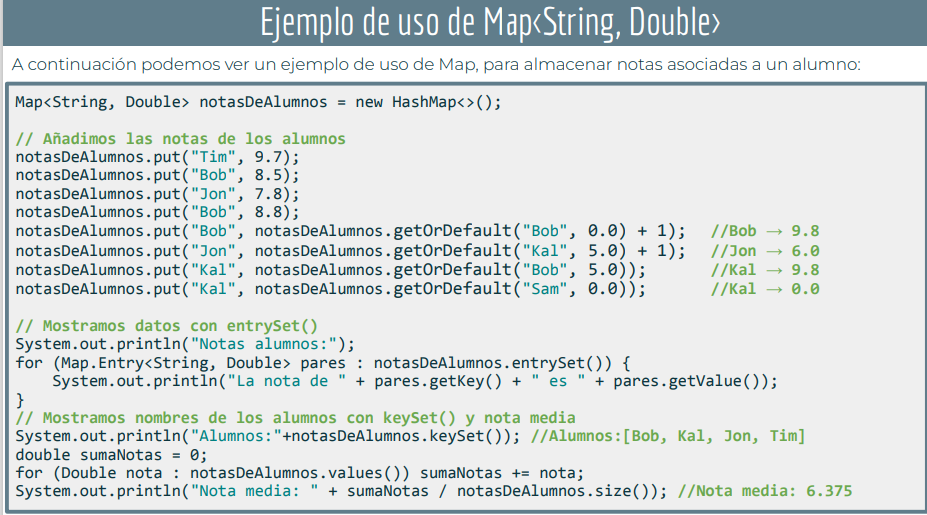 Ejemplo de uso de Map<String, Double>
A continuación podemos ver un ejemplo de uso de Map, para almacenar notas asociadas a un alumno:
Map<String, Double> notasDeAlumnos = new HashMap<>();
// Añadimos las notas de los alumnos
notasDeAlumnos.put("Tim", 9.7);
notasDeAlumnos.put("Bob", 8.5);
notasDeAlumnos.put("Jon", 7.8);
notasDeAlumnos.put("Bob", 8.8);
notasDeAlumnos.put("Bob", notasDeAlumnos.getOrDefault("Bob", 0.0) + 1); //Bob → 9.8
notasDeAlumnos.put("Jon", notasDeAlumnos.getOrDefault("Kal", 5.0) + 1); //Jon → 6.0
notasDeAlumnos.put("Kal", notasDeAlumnos.getOrDefault("Bob", 5.0)); //Kal → 9.8
notasDeAlumnos.put("Kal", notasDeAlumnos.getOrDefault("Sam", 0.0)); //Kal → 0.0
// Mostramos datos con entrySet()
System.out.println("Notas alumnos:");
for (Map.Entry<String, Double> pares : notasDeAlumnos.entrySet()) {
System.out.println("La nota de " + pares.getKey() + " es " + pares.getValue());
}
// Mostramos nombres de los alumnos con keySet() y nota media
System.out.println("Alumnos:"+notasDeAlumnos.keySet()); //Alumnos:[Bob, Kal, Jon, Tim]
double sumaNotas = 0;
for (Double nota : notasDeAlumnos.values()) sumaNotas += nota;
System.out.println("Nota media: " + sumaNotas / notasDeAlumnos.size()); //Nota media: 6.375